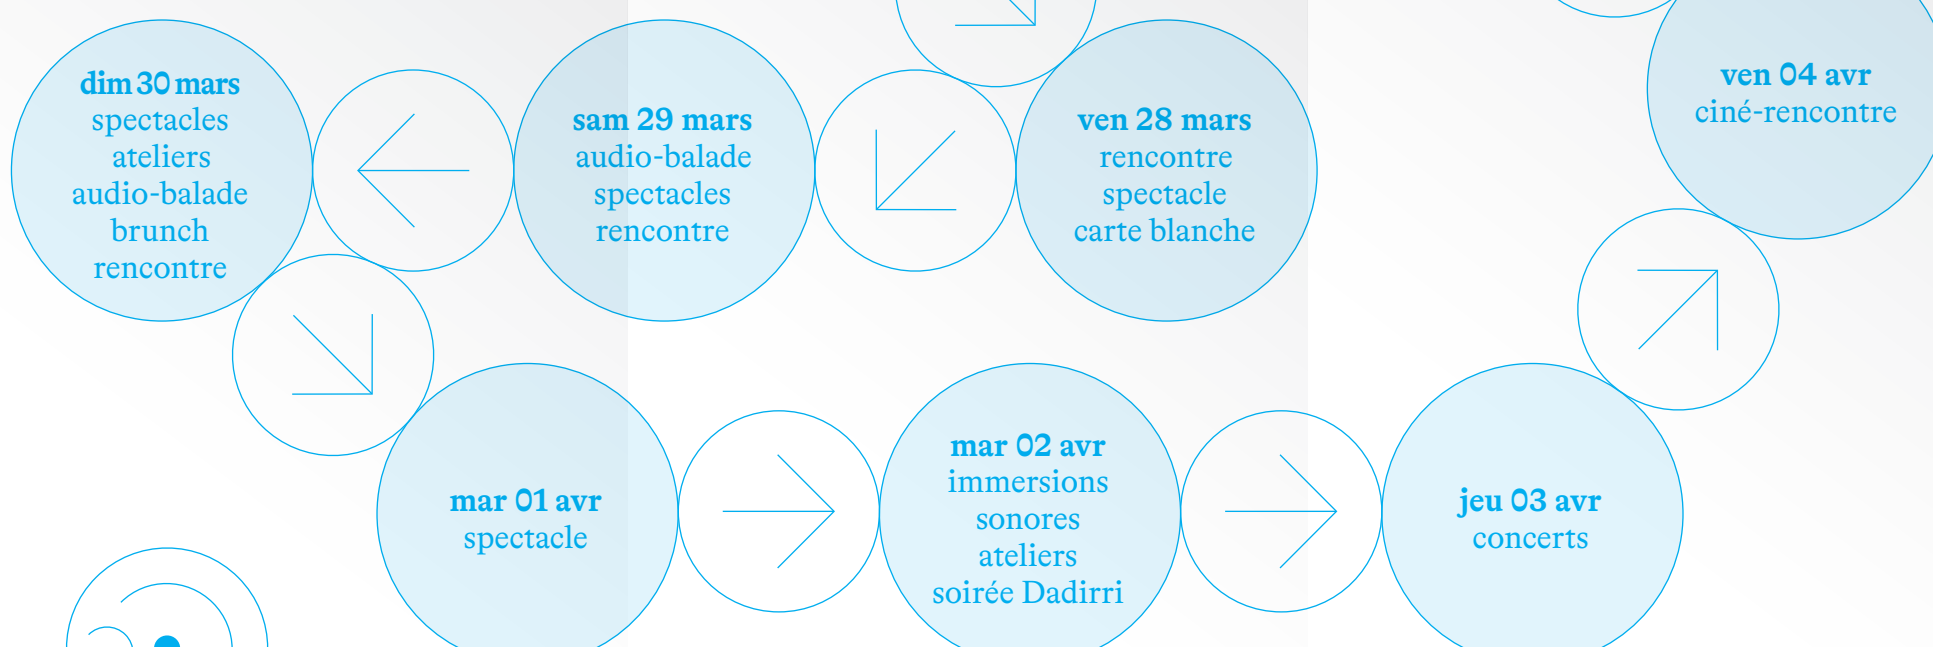 ven 28 mars
rencontre
spectacle
carte blanche
sam 29 mars
audio-balade
spectacles
rencontre
dim 30 mars
spectacles
ateliers
audio-balade
brunch
rencontre
mar 01 avr
spectacle
mar 02 avr
immersions
sonores
ateliers
soirée Dadirri
jeu 03 avr
concerts
ven 04 avr
ciné-rencontre